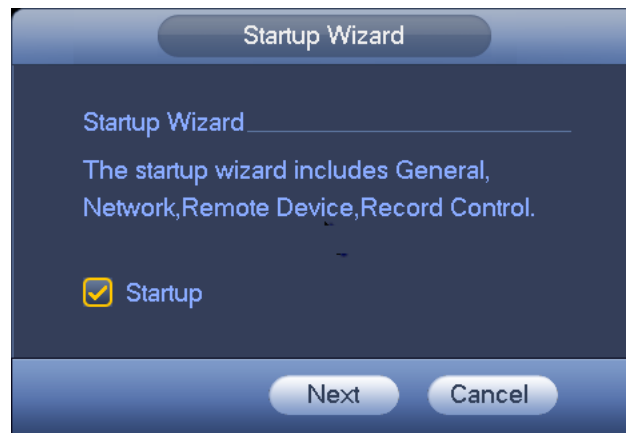 Startup Wizard
Startup Wizard
The startup wizard includes General,
Network,Remote Device,Record Control.
Startup
Next Cancel